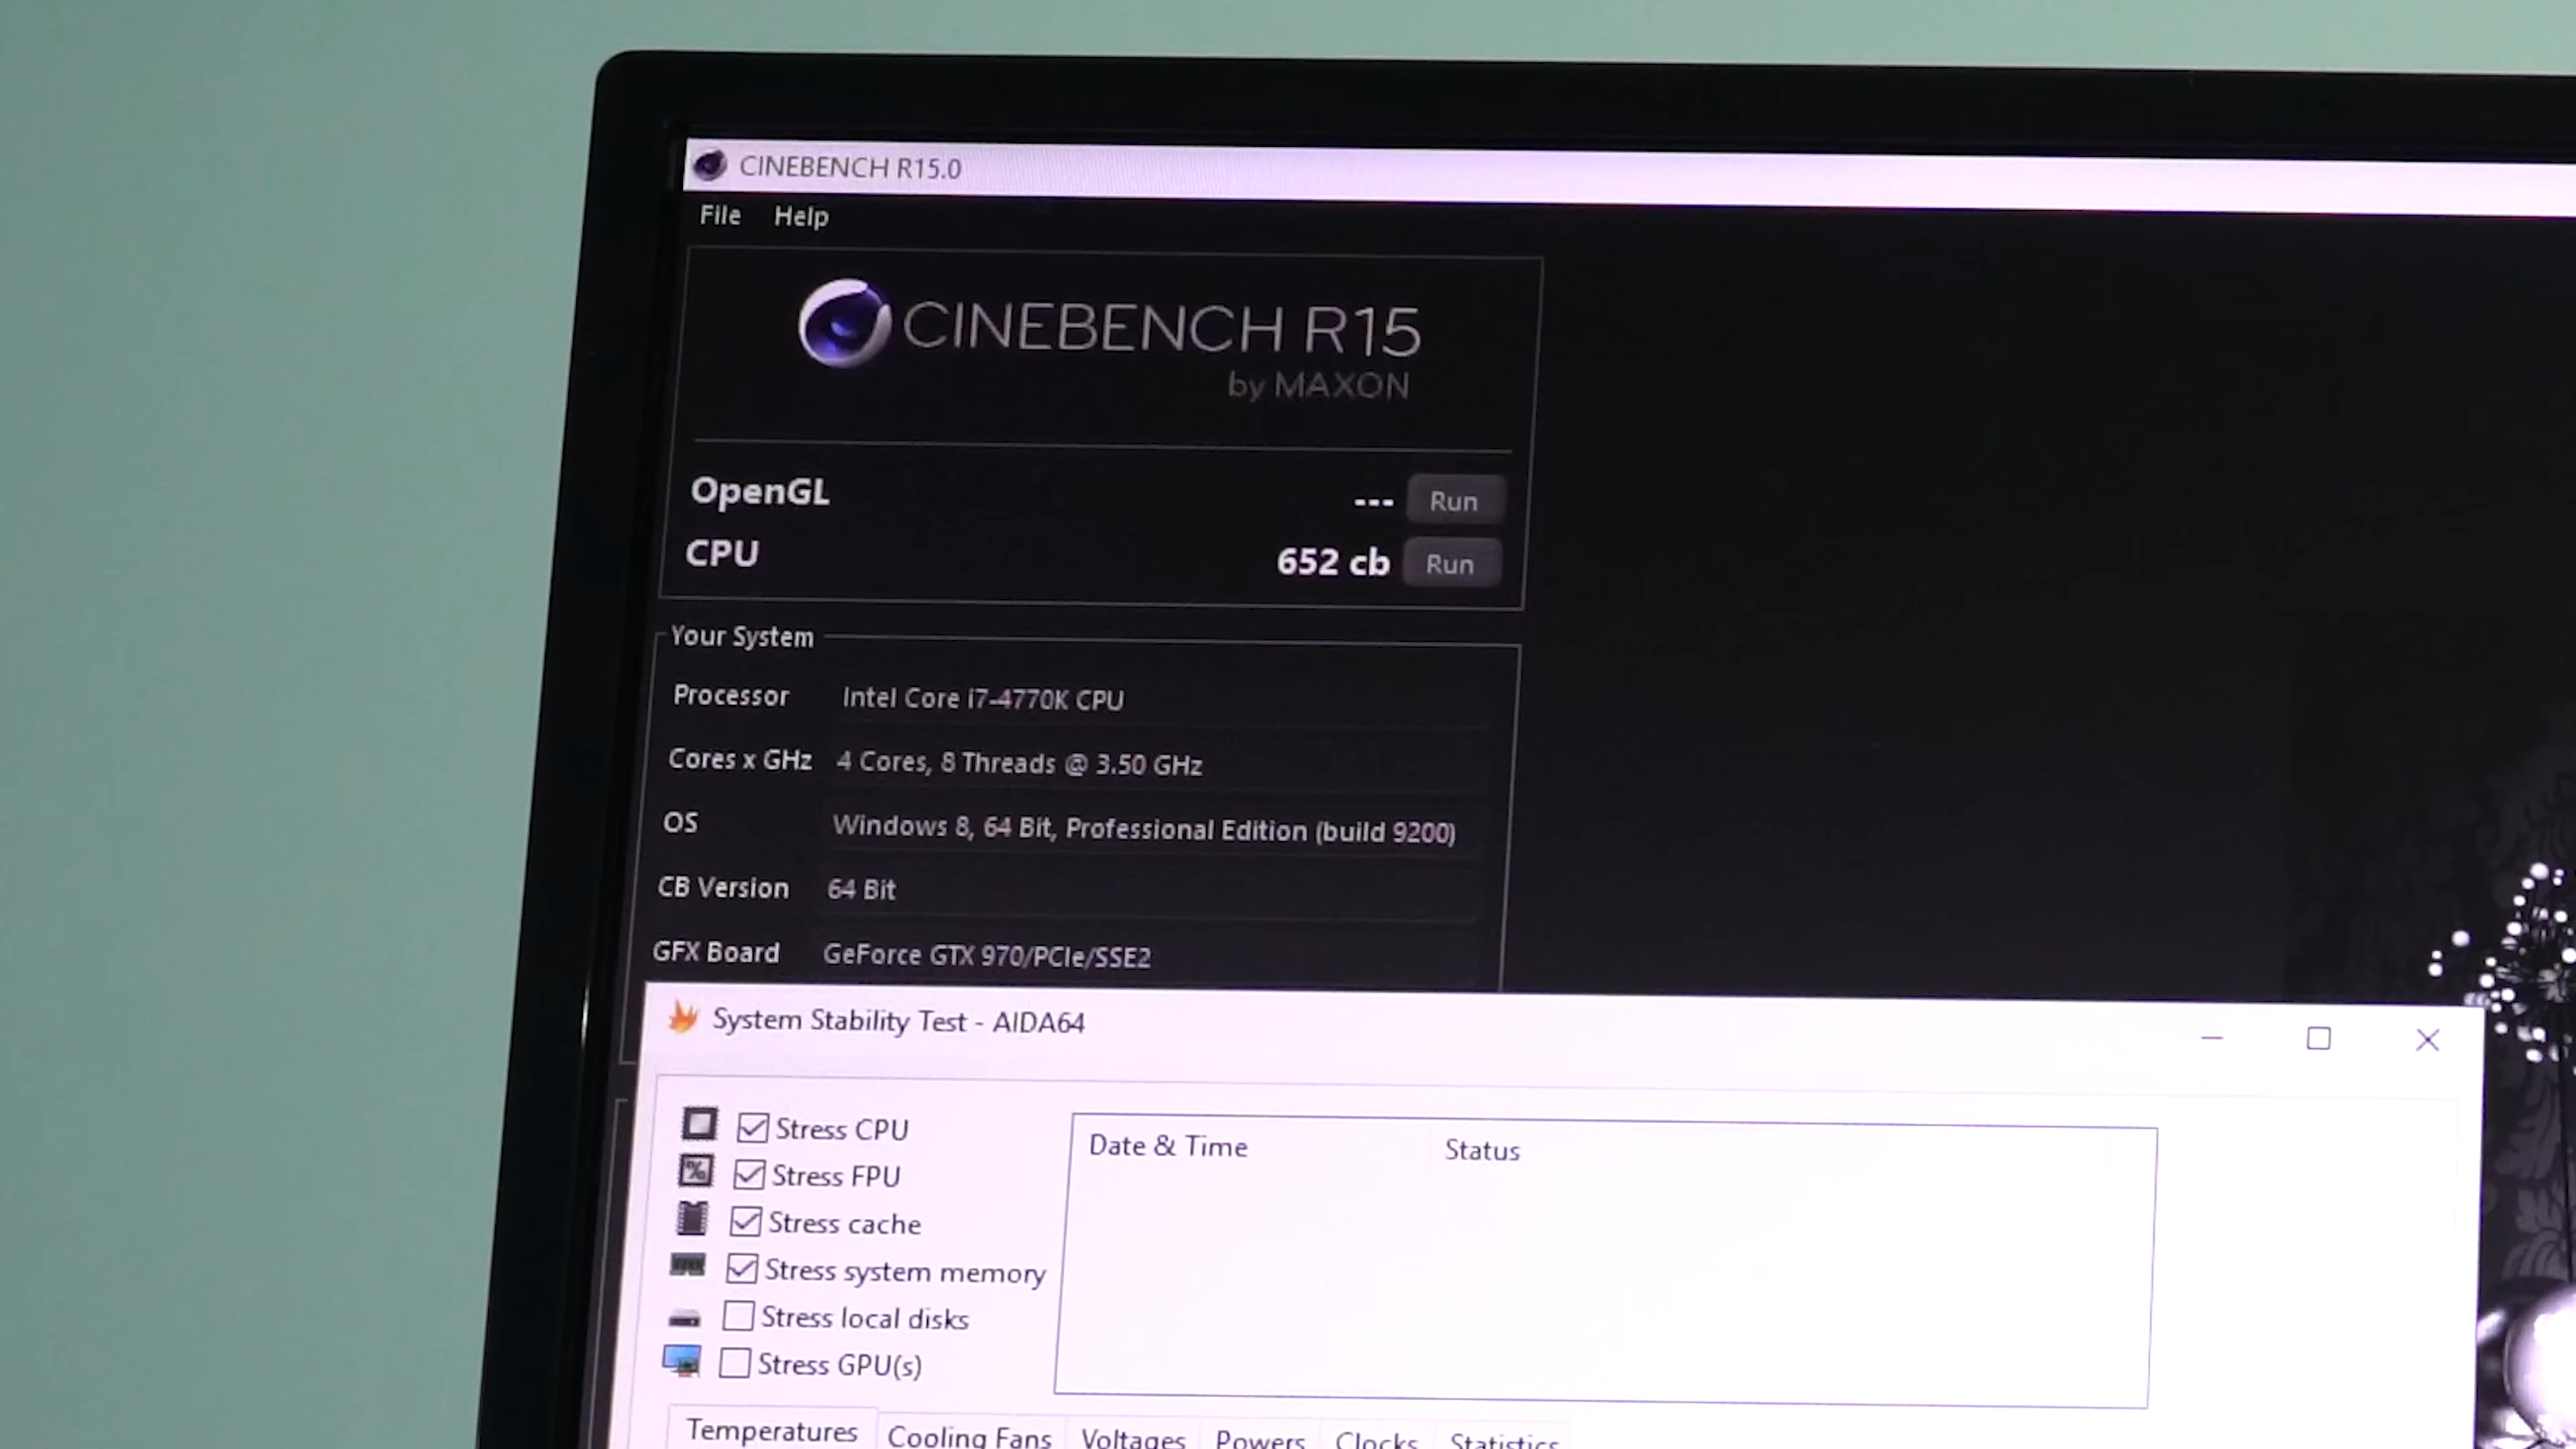 CINEBENCH R15.0
File Help
CINEBENCH R15
by MAXON
OpenGL --- Run
CPU 652 cb Run
Your System
Processor Intel Core i7-4770K CPU
Cores x GHz 4 Cores, 8 Threads @ 3.50 GHz
OS Windows 8, 64 Bit, Professional Edition (build 9200)
CB Version 64 Bit
GFX Board GeForce GTX 970/PCIe/SSE2
System Stability Test - AIDA64
Stress CPU
Stress FPU
Stress cache
Stress system memory
Stress local disks
Stress GPU(s)
Date & Time Status
Temperatures Cooling Fans Voltages Powers Clocks Statistics